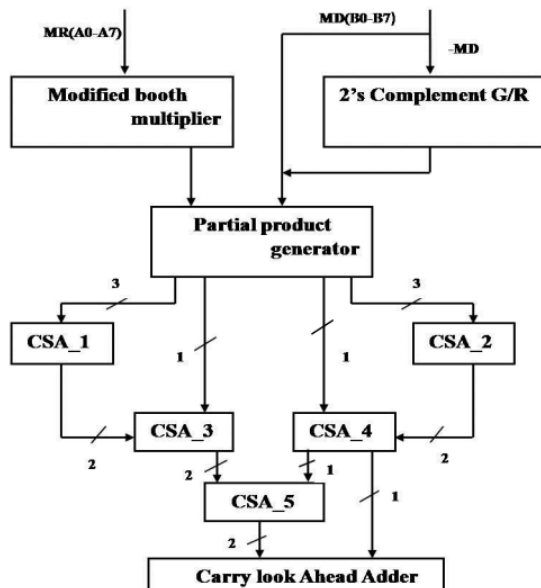 MR(A0-A7)
MD(B0-B7)
-MD
Modified booth
multiplier
2's Complement G/R
Partial product
generator
3
3
CSA_1
1
1
CSA_2
CSA_3
CSA_4
2
2
2
1
CSA_5
1
2
Carry look Ahead Adder